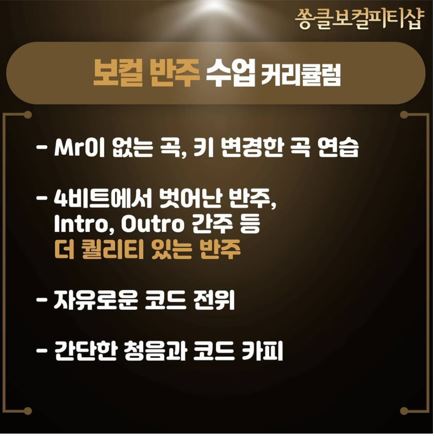 쏭클보컬피티샵
보컬 반주 수업 커리큘럼
- Mr이 없는 곡, 키 변경한 곡 연습
- 4비트에서 벗어난 반주,
Intro, Outro 간주 등
더 퀄리티 있는 반주
- 자유로운 코드 전위
- 간단한 청음과 코드 카피